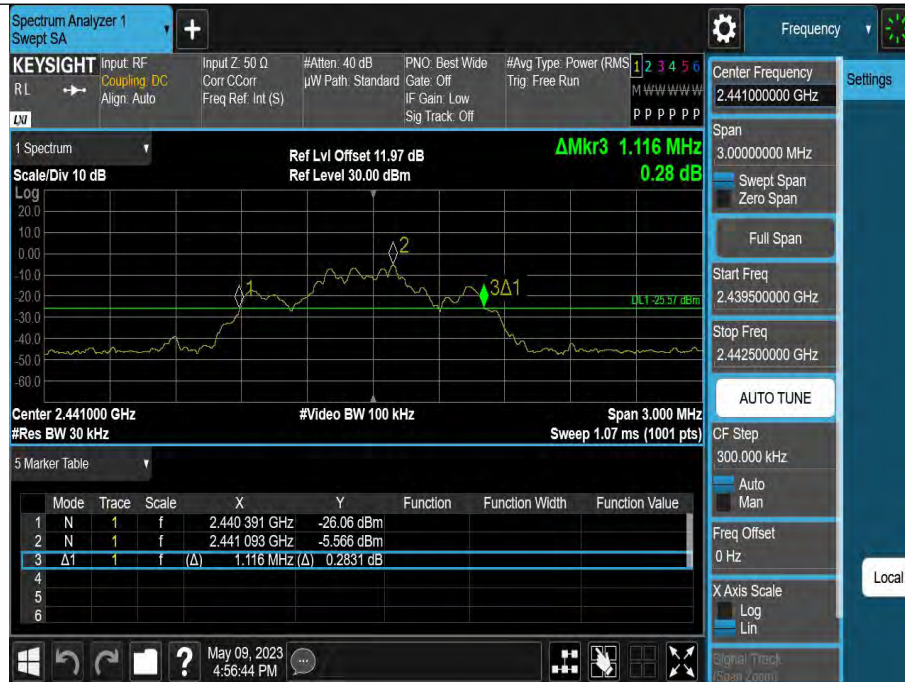 Spectrum Analyzer 1
Swept SA
Frequency
KEYSIGHT
RL
LXI
Input: RF
Coupling: DC
Align: Auto
Input Z: 50 Ω
Corr CCorr
Freq Ref: Int (S)
#Atten: 40 dB
µW Path: Standard
PNO: Best Wide
Gate: Off
IF Gain: Low
Sig Track: Off
#Avg Type: Power (RMS
Trig: Free Run
1 2 3 4 5 6
M W W W W W
P P P P P P
1 Spectrum
Scale/Div 10 dB
Ref Lvl Offset 11.97 dB
Ref Level 30.00 dBm
ΔMkr3 1.116 MHz
0.28 dB
Log
20.0
10.0
0.00
-10.0
-20.0
-30.0
-40.0
-50.0
-60.0
1
2
3Δ1
DL1 -25.57 dBm
Center 2.441000 GHz
#Video BW 100 kHz
Span 3.000 MHz
#Res BW 30 kHz
Sweep 1.07 ms (1001 pts)
5 Marker Table
Mode Trace Scale X Y Function Function Width Function Value
1 N 1 f 2.440 391 GHz -26.06 dBm
2 N 1 f 2.441 093 GHz -5.566 dBm
3 Δ1 1 f (Δ) 1.116 MHz (Δ) 0.2831 dB
4
5
6
May 09, 2023
4:56:44 PM
Center Frequency
2.441000000 GHz
Settings
Span
3.00000000 MHz
Swept Span
Zero Span
Full Span
Start Freq
2.439500000 GHz
Stop Freq
2.442500000 GHz
AUTO TUNE
CF Step
300.000 kHz
Auto
Man
Freq Offset
0 Hz
Local
X Axis Scale
Log
Lin
Signal Track
(Span Zoom)